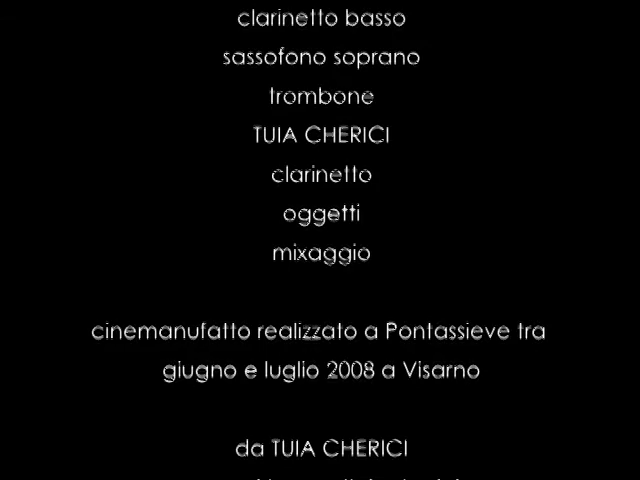 clarinetto basso
sassofono soprano
trombone
TUIA CHERICI
clarinetto
oggetti
mixaggio
cinemanufatto realizzato a Pontassieve tra
giugno e luglio 2008 a Visarno
da TUIA CHERICI